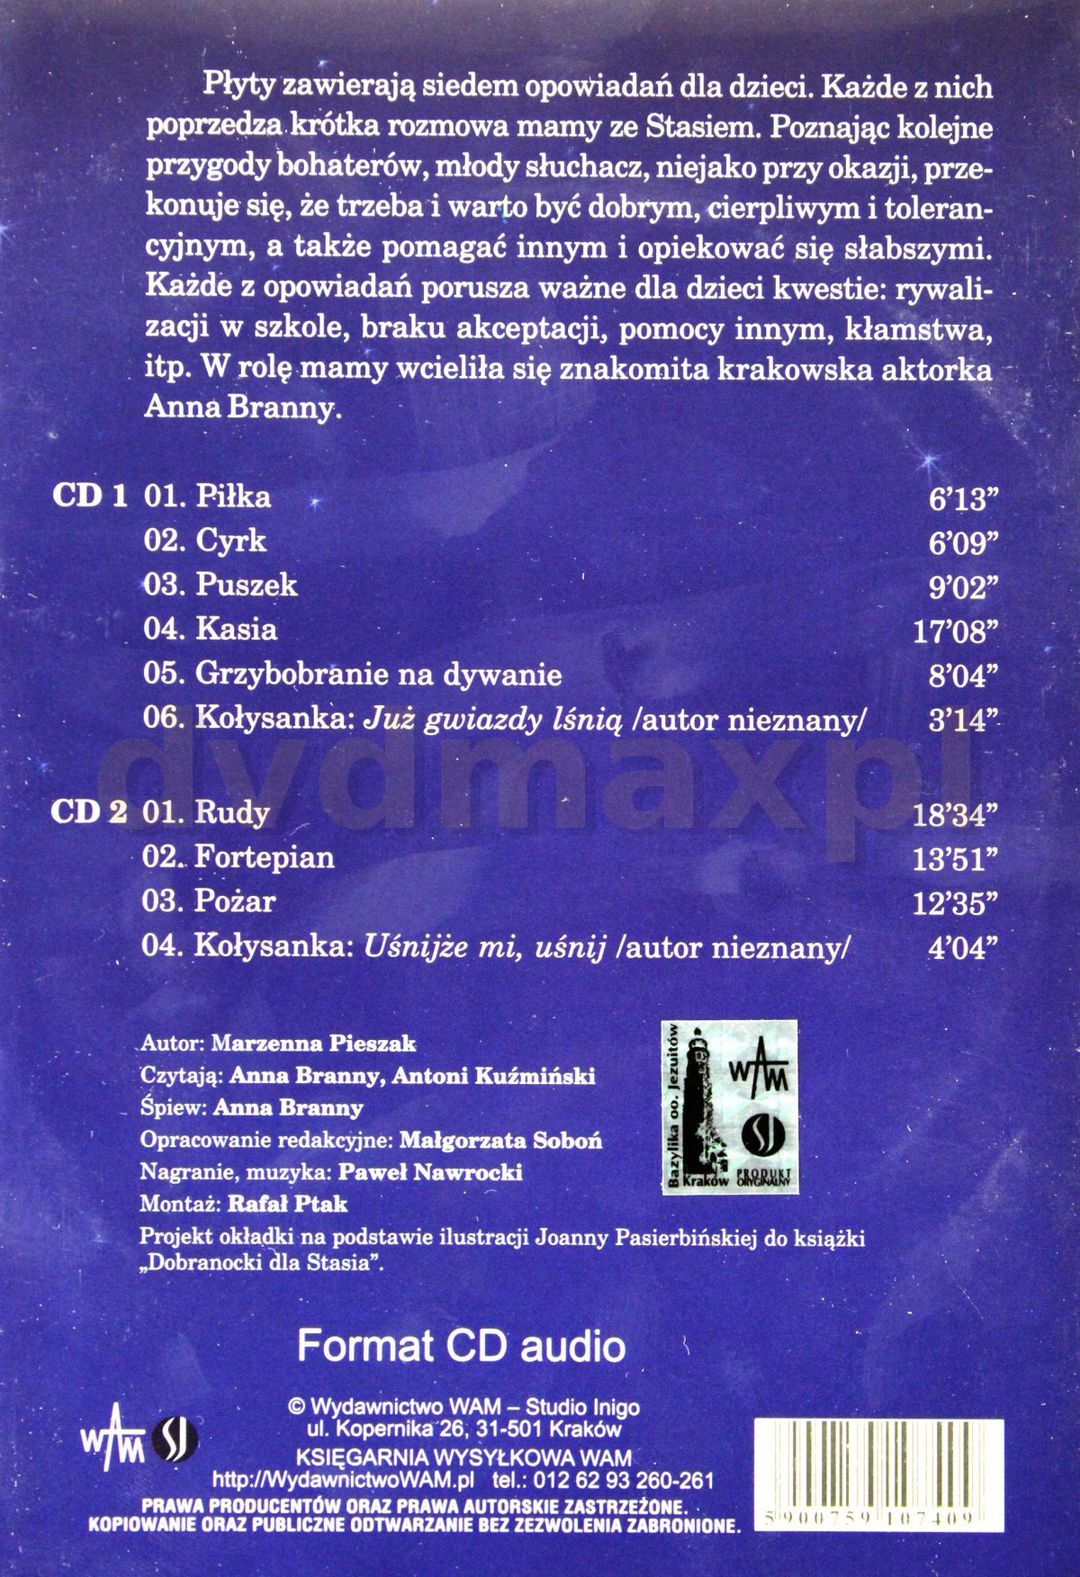 Płyty zawierają siedem opowiadań dla dzieci. Każde z nich
poprzedza krótka rozmowa mamy ze Stasiem. Poznając kolejne
przygody bohaterów, młody słuchacz, niejako przy okazji, prze-
konuje się, że trzeba i warto być dobrym, cierpliwym i toleran-
cyjnym, a także pomagać innym i opiekować się słabszymi.
Każde z opowiadań porusza ważne dla dzieci kwestie: rywali-
zacji w szkole, braku akceptacji, pomocy innym, kłamstwa,
itp. W rolę mamy wcieliła się znakomita krakowska aktorka
Anna Branny.
CD 1 01. Piłka 6’13”
02. Cyrk 6’09”
03. Puszek 9’02”
04. Kasia 17’08”
05. Grzybobranie na dywanie 8’04”
06. Kołysanka: Już gwiazdy lśnią /autor nieznany/ 3’14”
dvdmaxpl
CD 2 01. Rudy 18’34”
02. Fortepian 13’51”
03. Pożar 12’35”
04. Kołysanka: Uśnijże mi, uśnij /autor nieznany/ 4’04”
Autor: Marzenna Pieszak
Czytają: Anna Branny, Antoni Kuźmiński
Śpiew: Anna Branny
Opracowanie redakcyjne: Małgorzata Soboń
Nagranie, muzyka: Paweł Nawrocki
Montaż: Rafał Ptak
Projekt okładki na podstawie ilustracji Joanny Pasierbińskiej do książki
„Dobranocki dla Stasia”.
Bazylika oo. Jezuitów
Kraków
WAM
SJ
PRODUKT
ORYGINALNY
Format CD audio
WAM SJ
© Wydawnictwo WAM – Studio Inigo
ul. Kopernika 26, 31-501 Kraków
KSIĘGARNIA WYSYŁKOWA WAM
http://WydawnictwoWAM.pl tel.: 012 62 93 260-261
PRAWA PRODUCENTÓW ORAZ PRAWA AUTORSKIE ZASTRZEŻONE.
KOPIOWANIE ORAZ PUBLICZNE ODTWARZANIE BEZ ZEZWOLENIA ZABRONIONE.
5 900759 107409